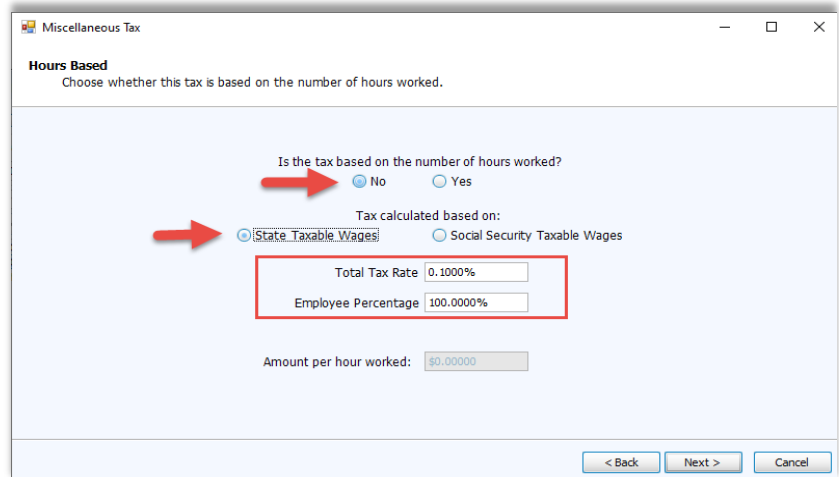 Miscellaneous Tax
Hours Based
Choose whether this tax is based on the number of hours worked.
Is the tax based on the number of hours worked?
No Yes
Tax calculated based on:
State Taxable Wages Social Security Taxable Wages
Total Tax Rate 0.1000%
Employee Percentage 100.0000%
Amount per hour worked: $0.00000
< Back Next > Cancel